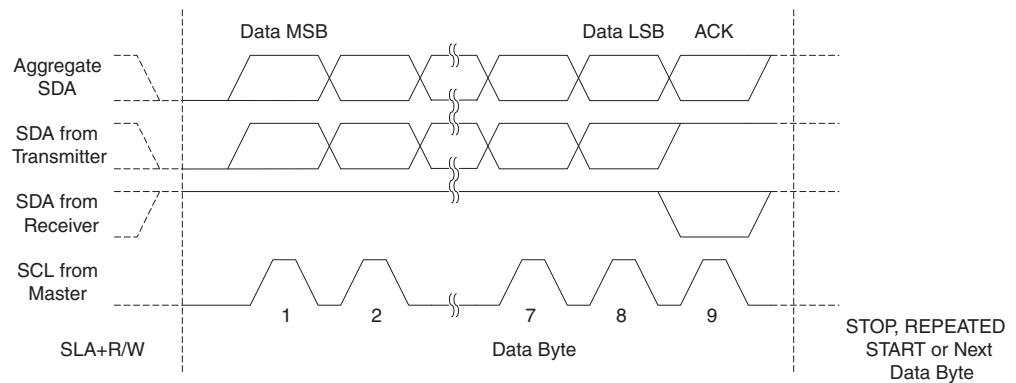 Data MSB
Data LSB
ACK
Aggregate
SDA
SDA from
Transmitter
SDA from
Receiver
SCL from
Master
1
2
7
8
9
SLA+R/W
Data Byte
STOP, REPEATED
START or Next
Data Byte